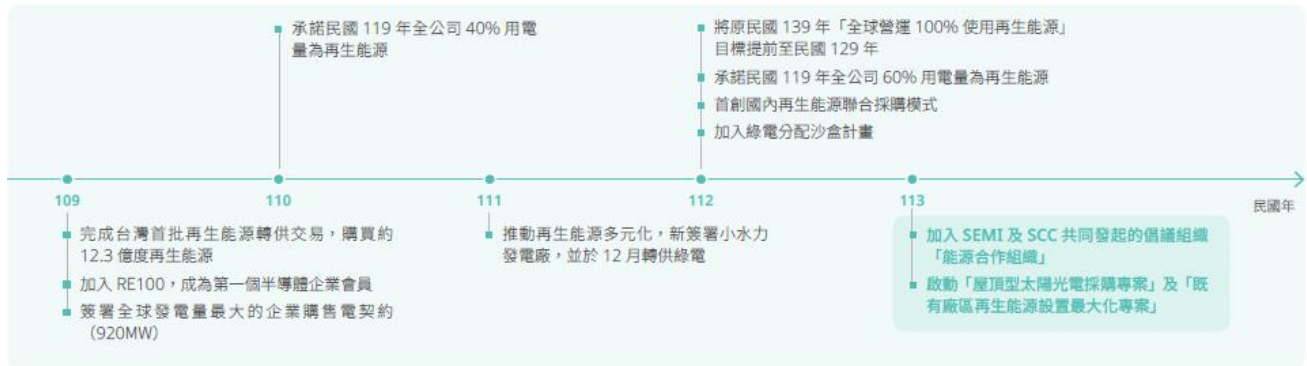 承諾民國 119 年全公司 40% 用電
量為再生能源
將原民國 139 年「全球營運 100% 使用再生能源」
目標提前至民國 129 年
承諾民國 119 年全公司 60% 用電量為再生能源
首創國內再生能源聯合採購模式
加入綠電分配沙盒計畫
109
110
111
112
113
民國年
完成台灣首批再生能源轉供交易，購買約
12.3 億度再生能源
加入 RE100，成為第一個半導體企業會員
簽署全球發電量最大的企業購售電契約
（920MW）
推動再生能源多元化，新簽署小水力
發電廠，並於 12 月轉供綠電
加入 SEMI 及 SCC 共同發起的倡議組織
「能源合作組織」
啟動「屋頂型太陽光電採購專案」及「既
有廠區再生能源設置最大化專案」